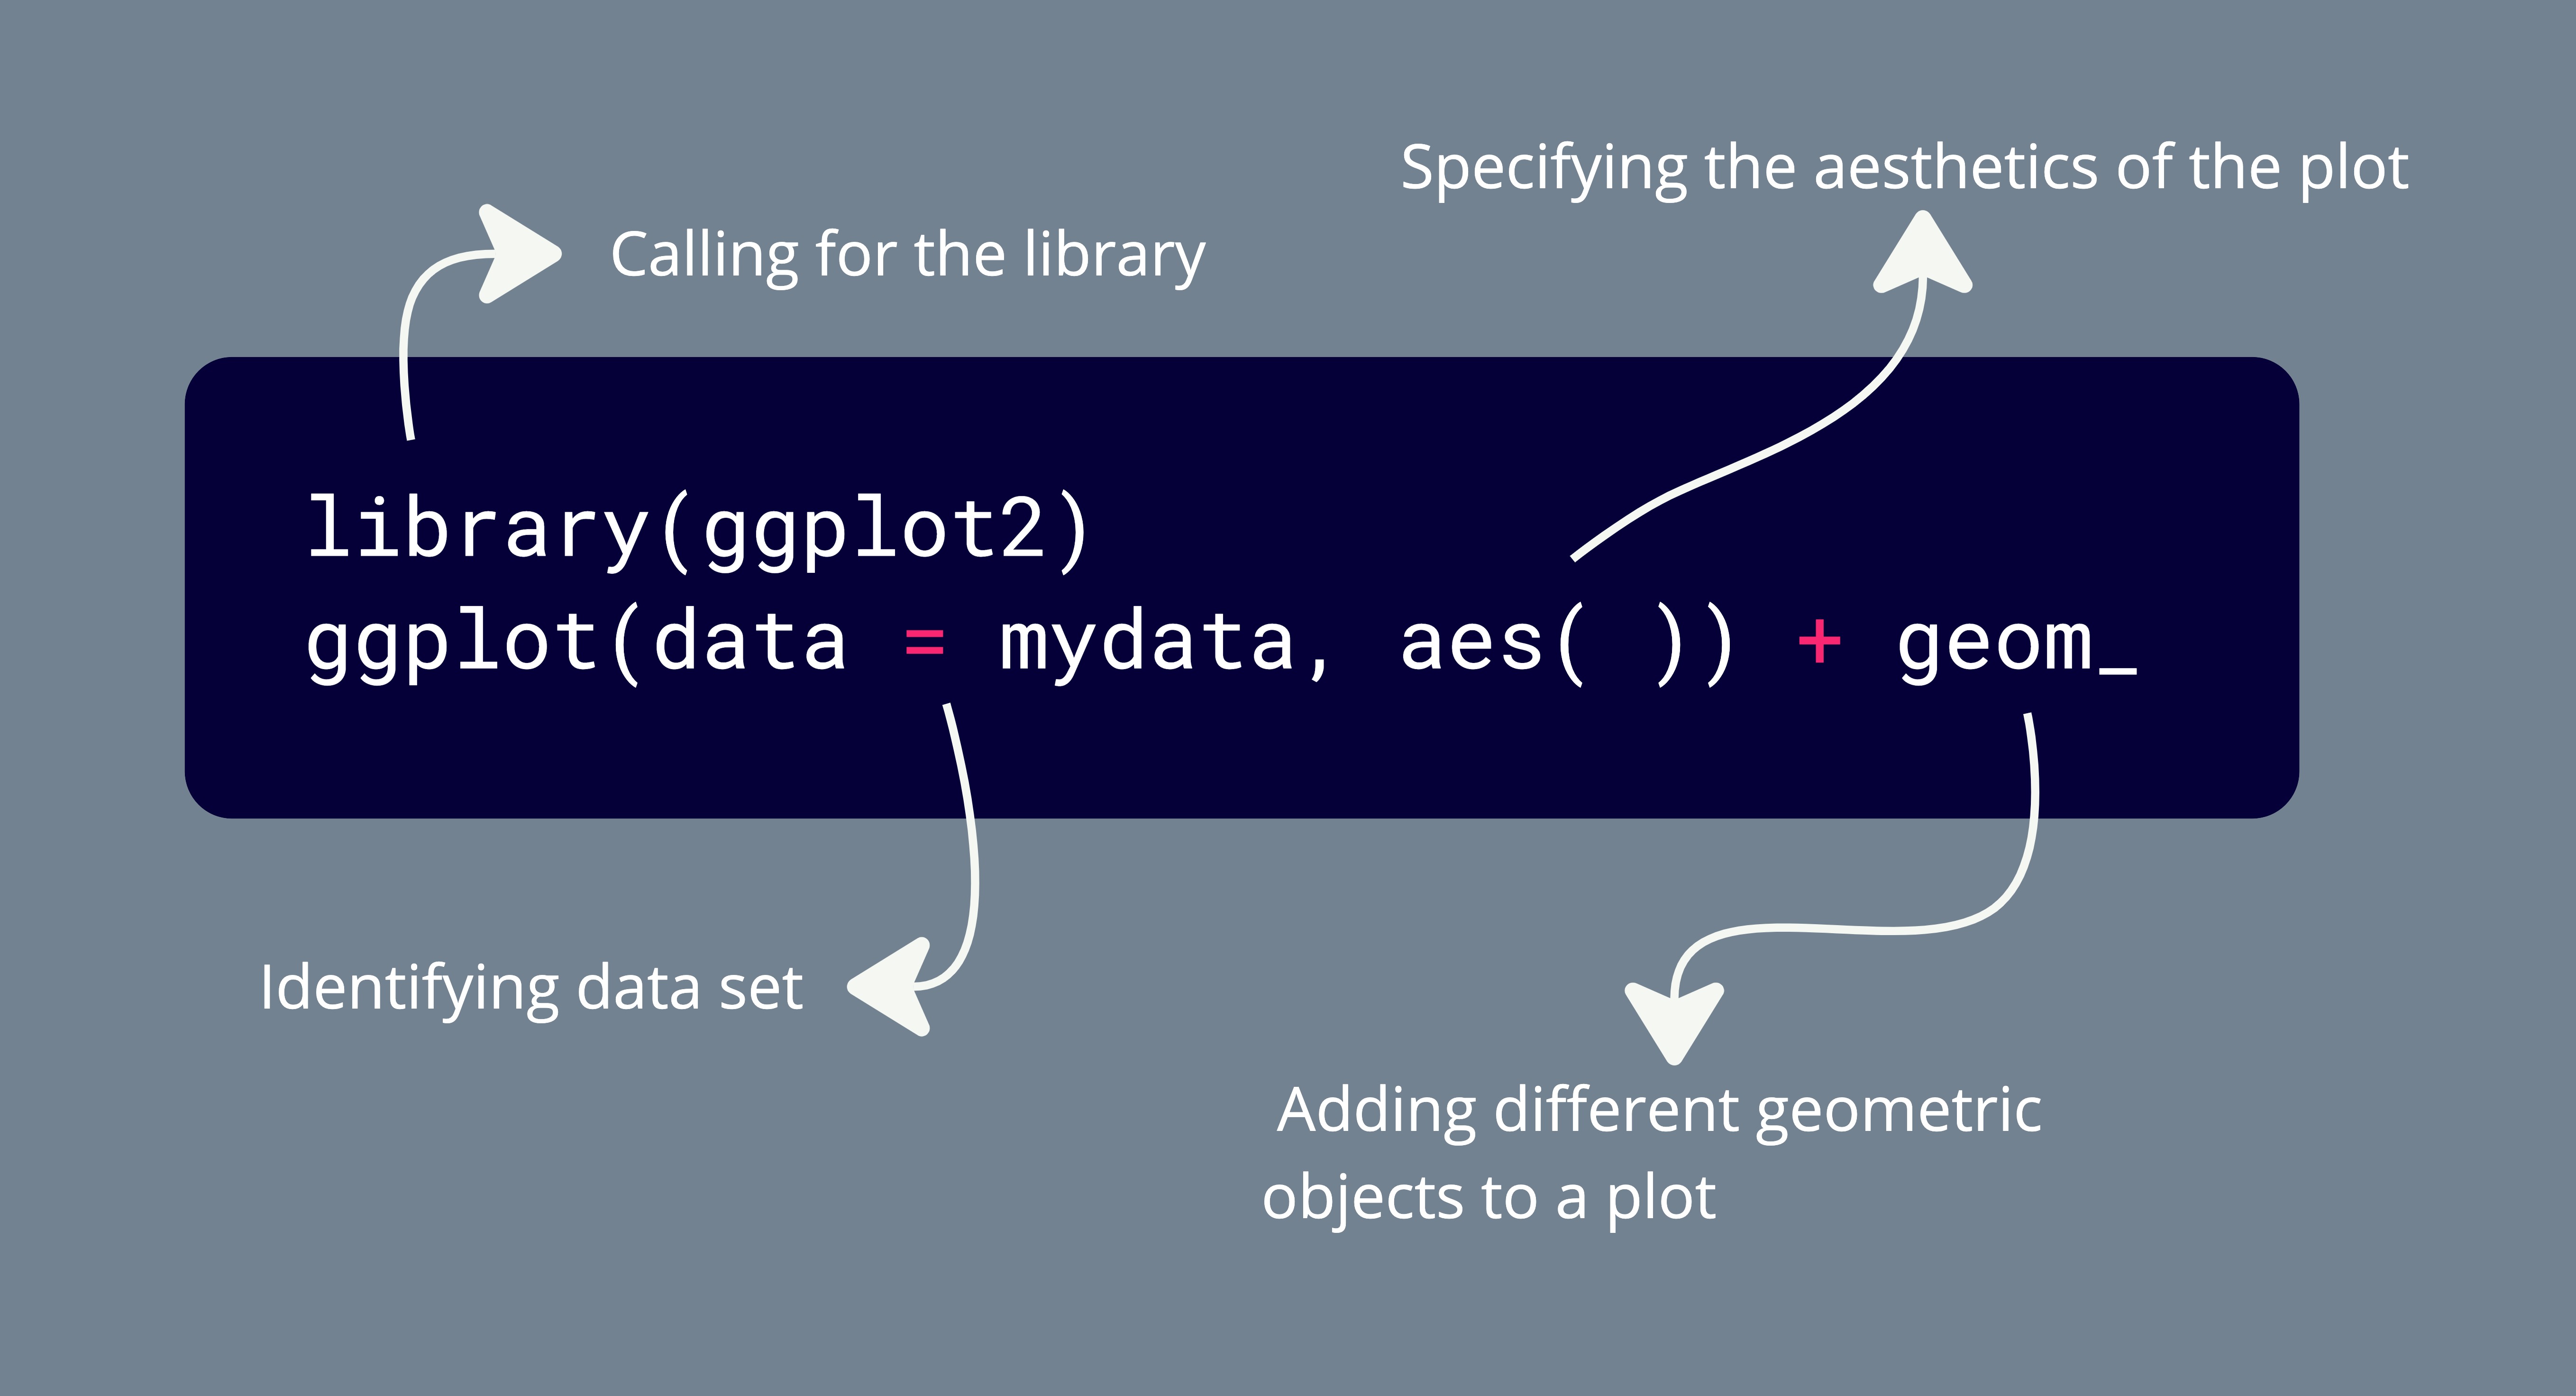 Specifying the aesthetics of the plot
Calling for the library
library(ggplot2)
ggplot(data = mydata, aes( )) + geom_
Identifying data set
Adding different geometric
objects to a plot